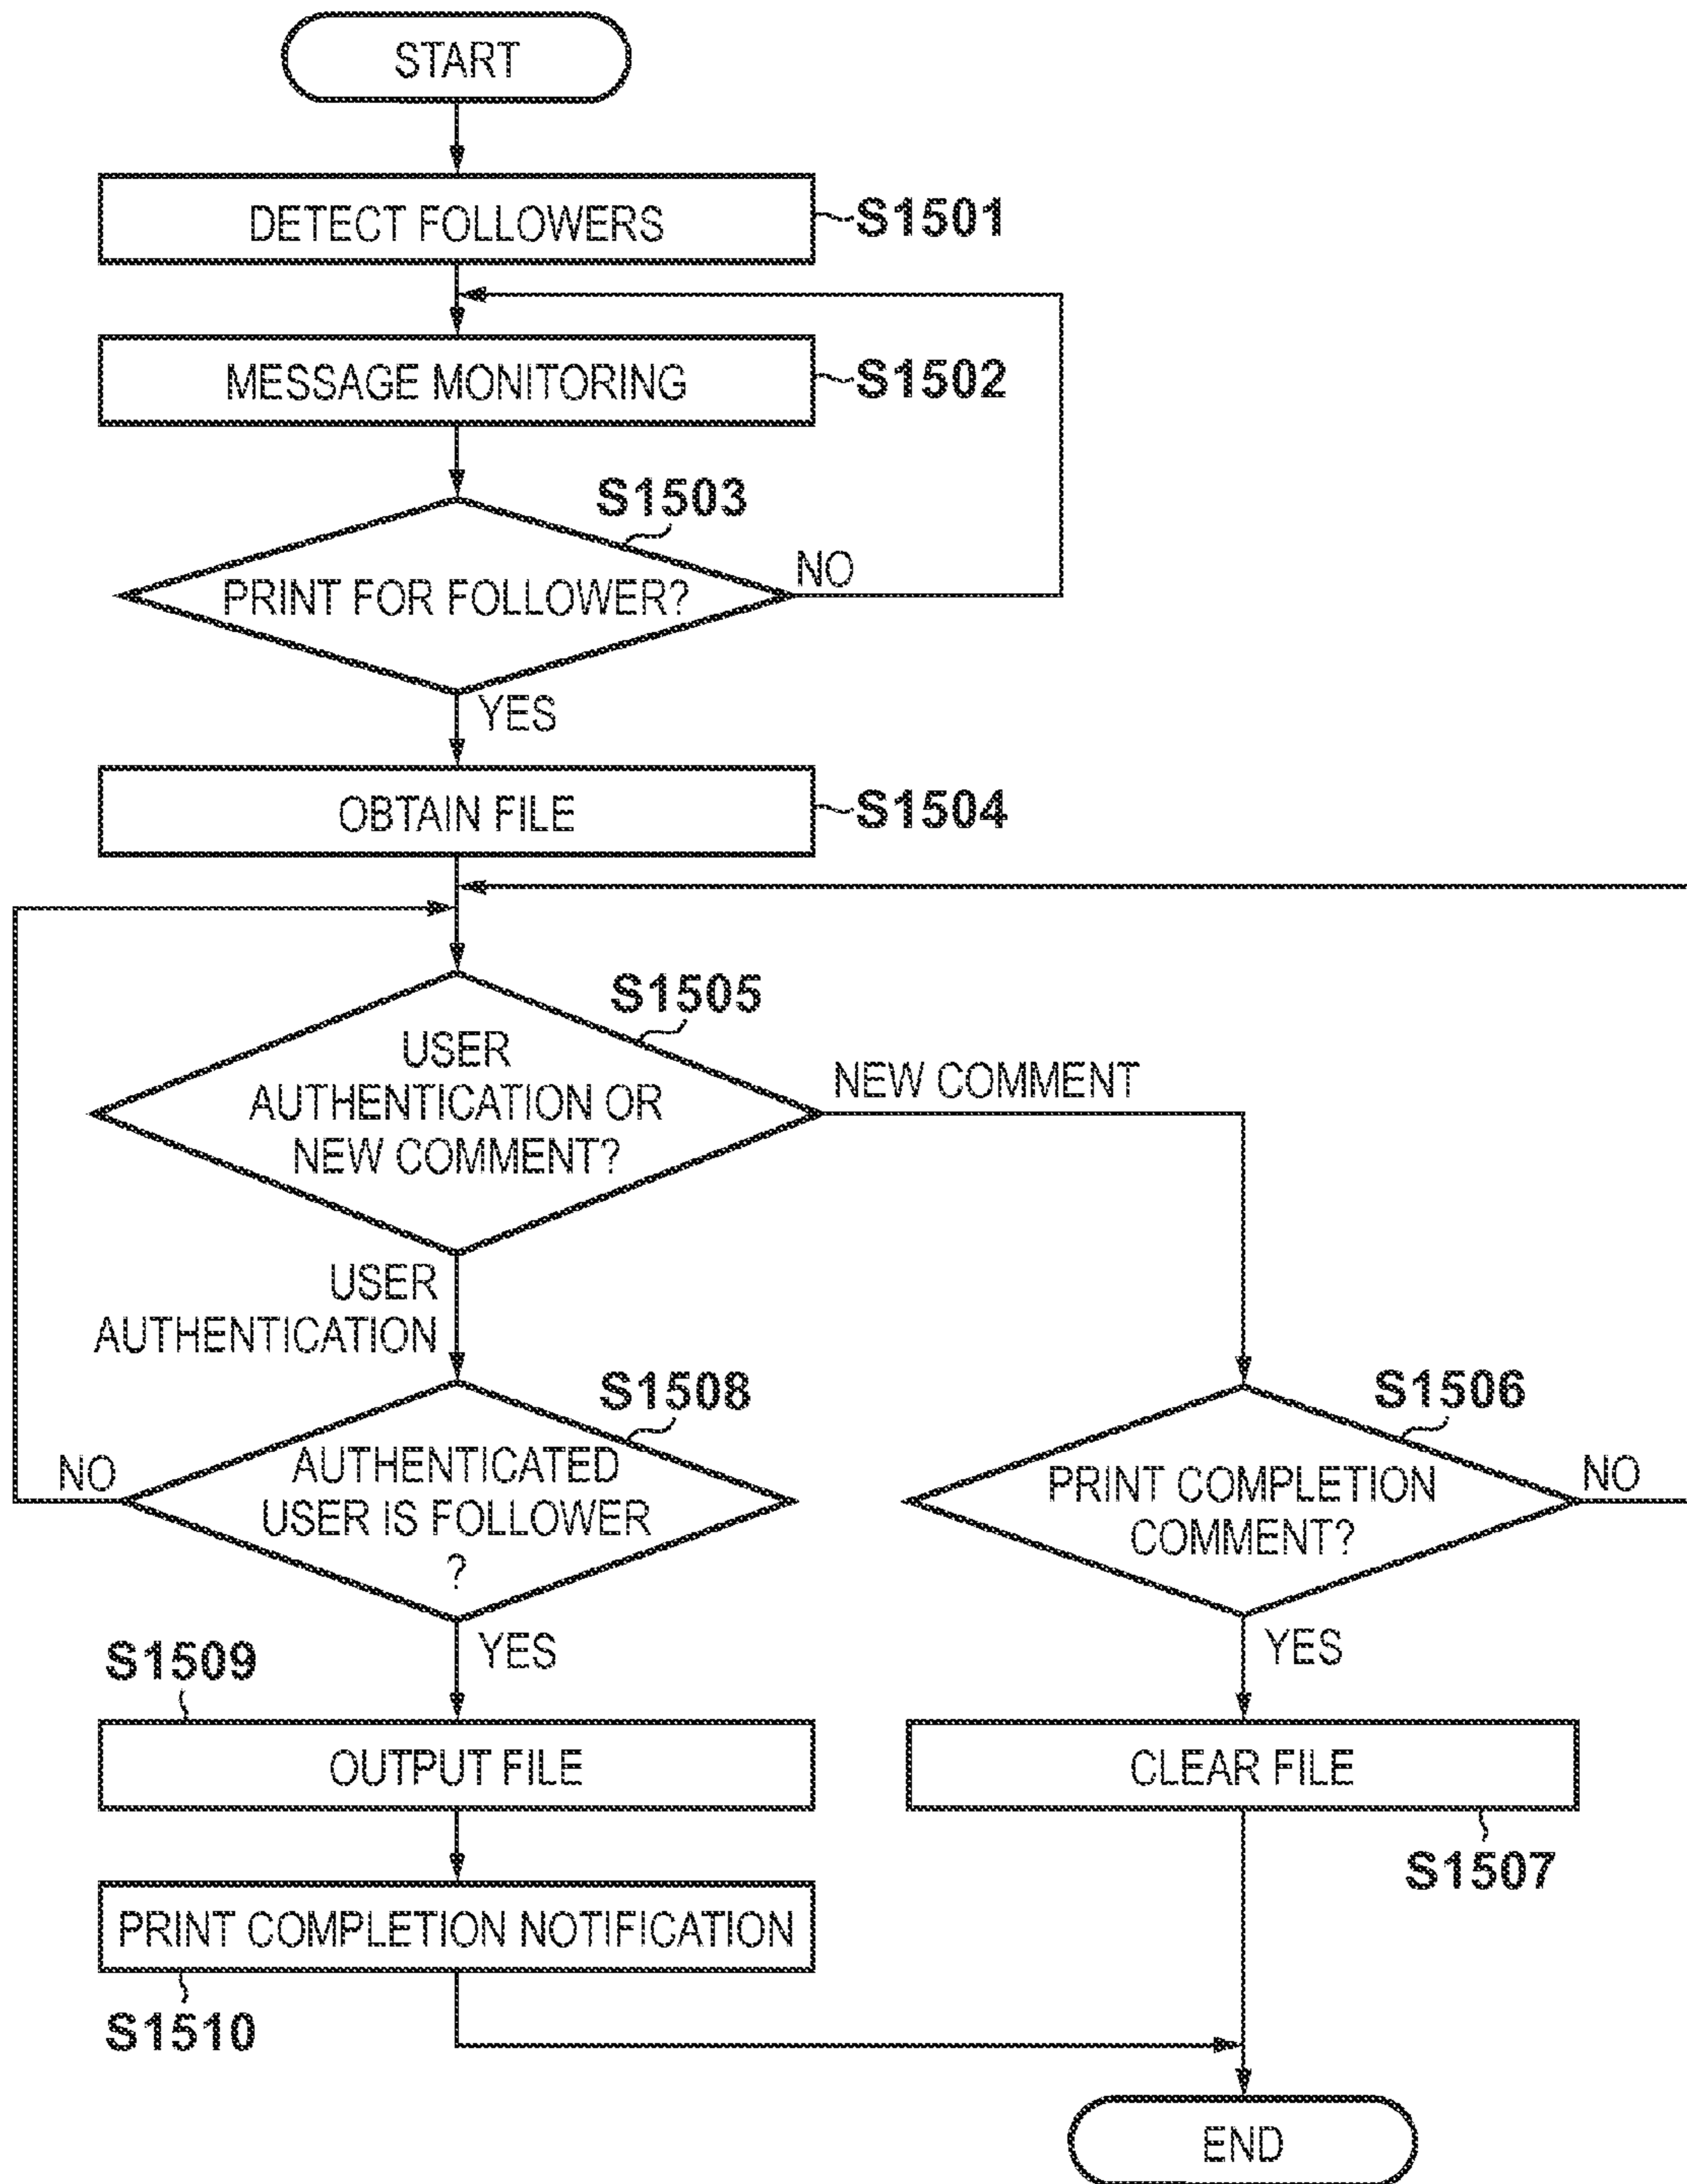 START
DETECT FOLLOWERS
S1501
MESSAGE MONITORING
S1502
S1503
PRINT FOR FOLLOWER?
NO
YES
OBTAIN FILE
S1504
S1505
USER
AUTHENTICATION OR
NEW COMMENT?
NEW COMMENT
USER
AUTHENTICATION
S1508
AUTHENTICATED
USER IS FOLLOWER
?
NO
YES
S1506
PRINT COMPLETION
COMMENT?
NO
YES
S1509
OUTPUT FILE
CLEAR FILE
S1507
PRINT COMPLETION NOTIFICATION
S1510
END